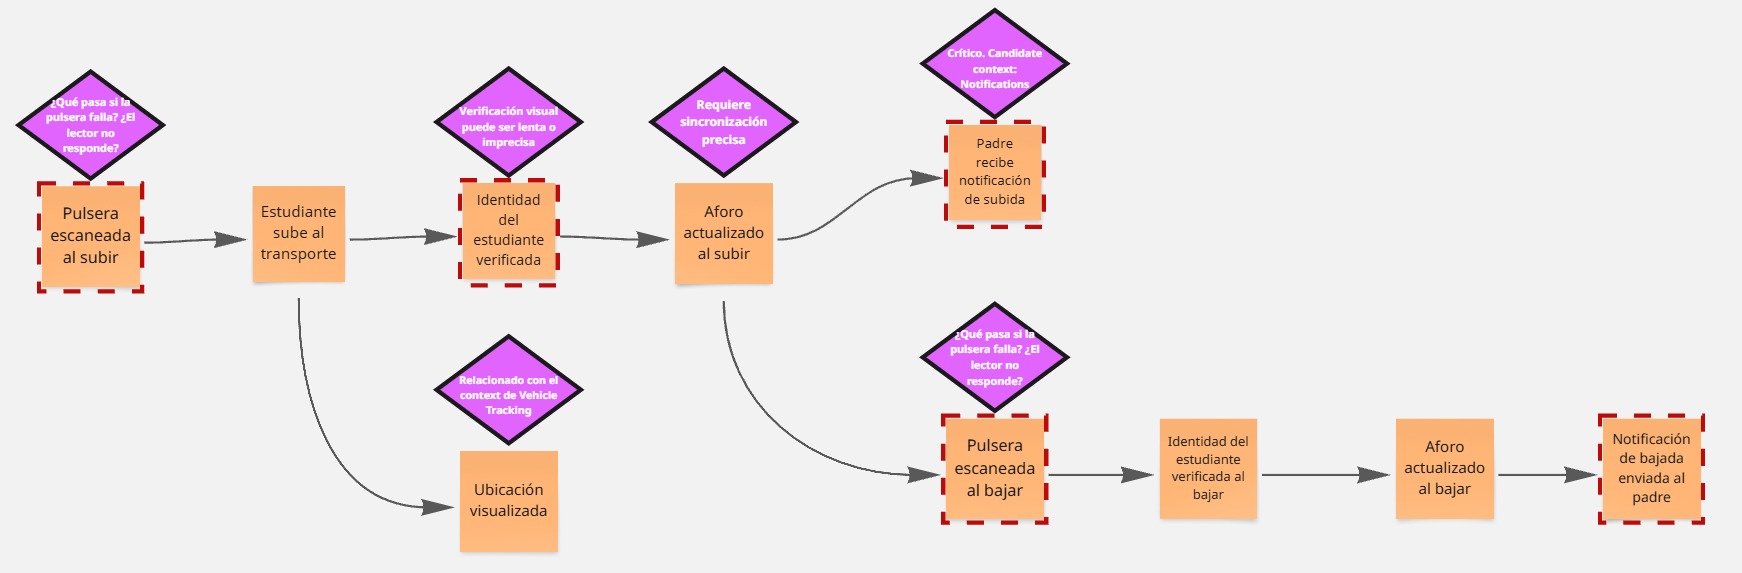 ¿Qué pasa si la
pulsera falla? ¿El
lector no
responde?
Pulsera
escaneada
al subir
Estudiante
sube al
transporte
Verificación visual
puede ser lenta o
imprecisa
Identidad
del
estudiante
verificada
Requiere
sincronización
precisa
Aforo
actualizado
al subir
Crítico. Candidate
context:
Notifications
Padre
recibe
notificación
de subida
Relacionado con el
context de Vehicle
Tracking
Ubicación
visualizada
¿Qué pasa si la
pulsera falla? ¿El
lector no
responde?
Pulsera
escaneada
al bajar
Identidad del
estudiante
verificada al
bajar
Aforo
actualizado
al bajar
Notificación
de bajada
enviada al
padre